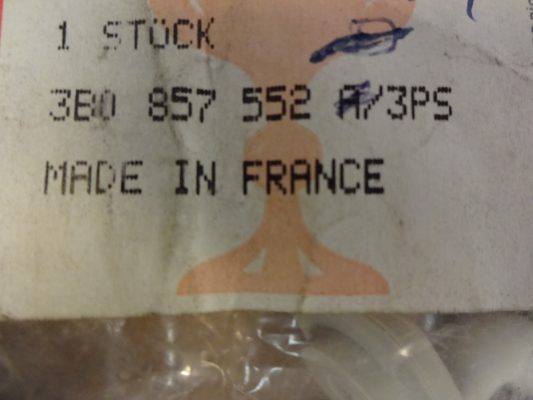 1 STÜCK
3B0 857 552 A/3PS
MADE IN FRANCE